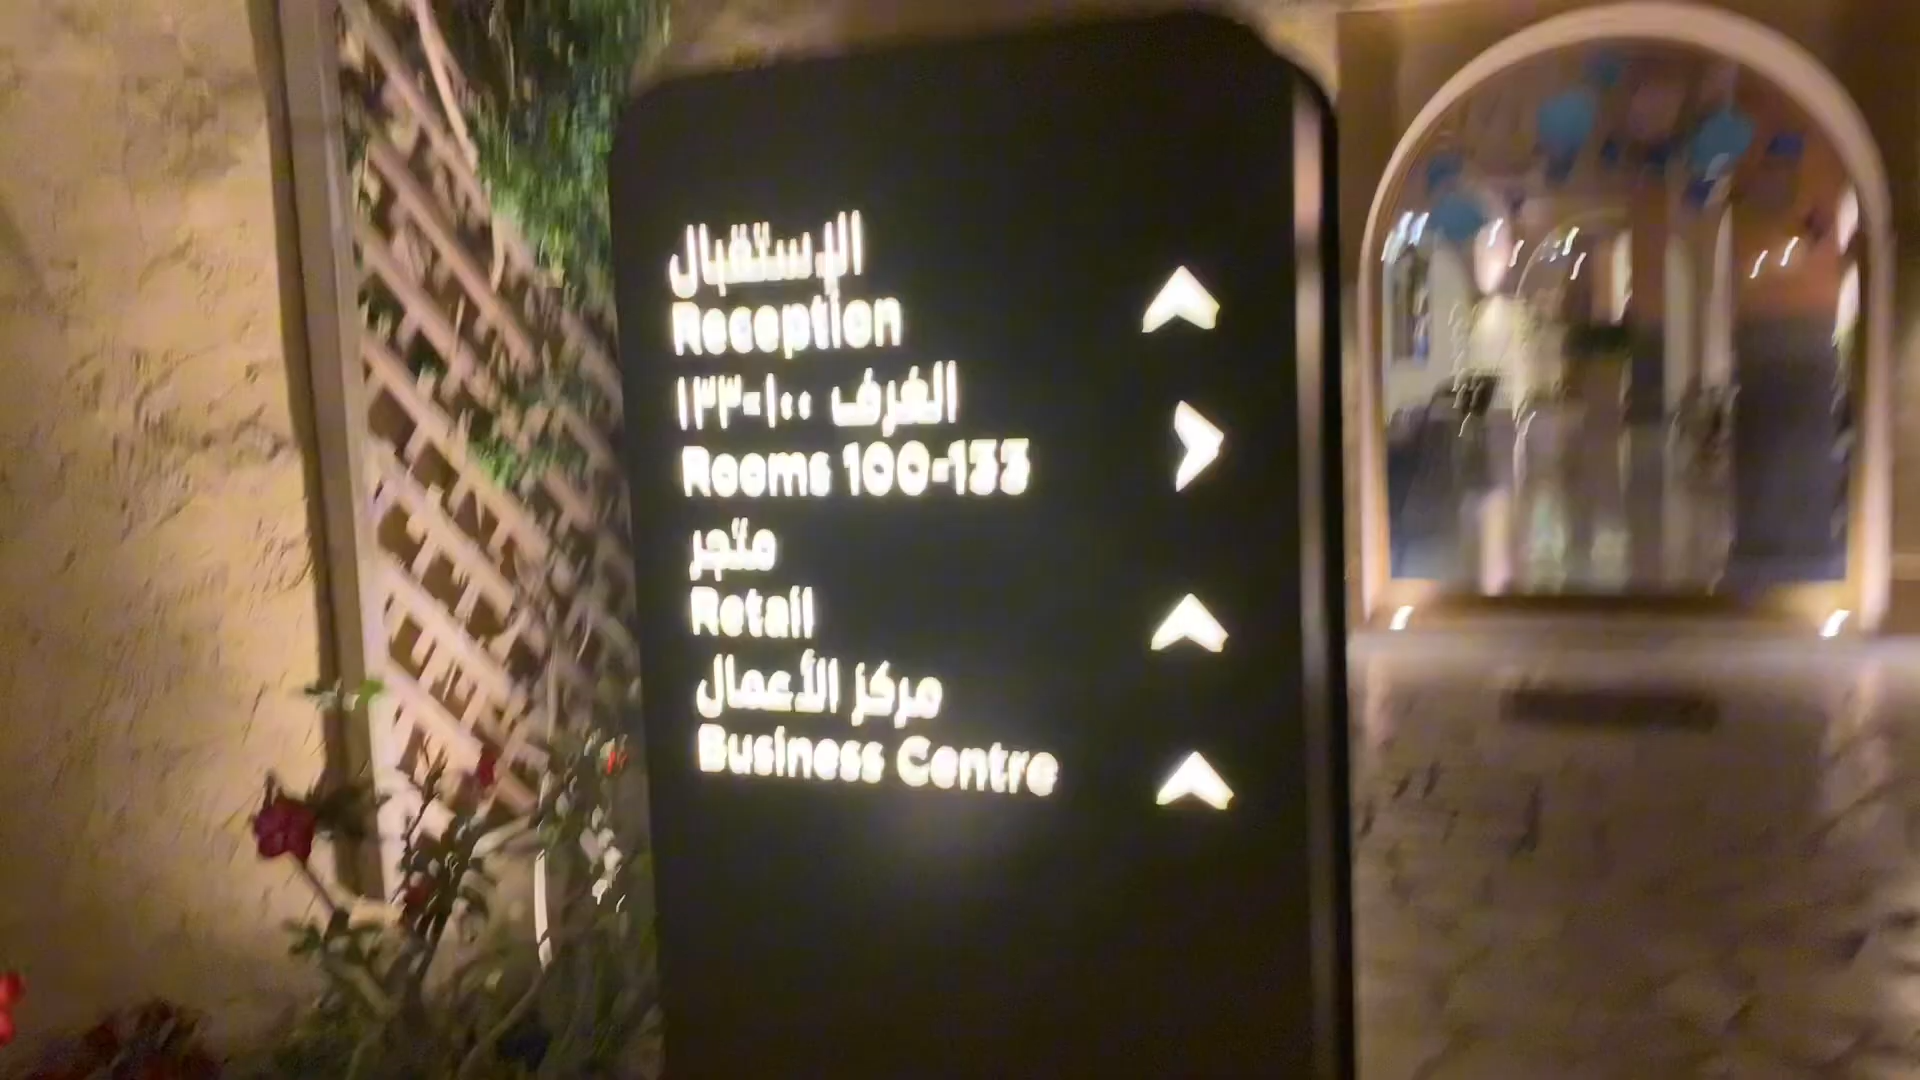 الإستقبال
Reception
الغرف ١٠٠-١٣٣
Rooms 100-133
متجر
Retail
مركز الأعمال
Business Centre